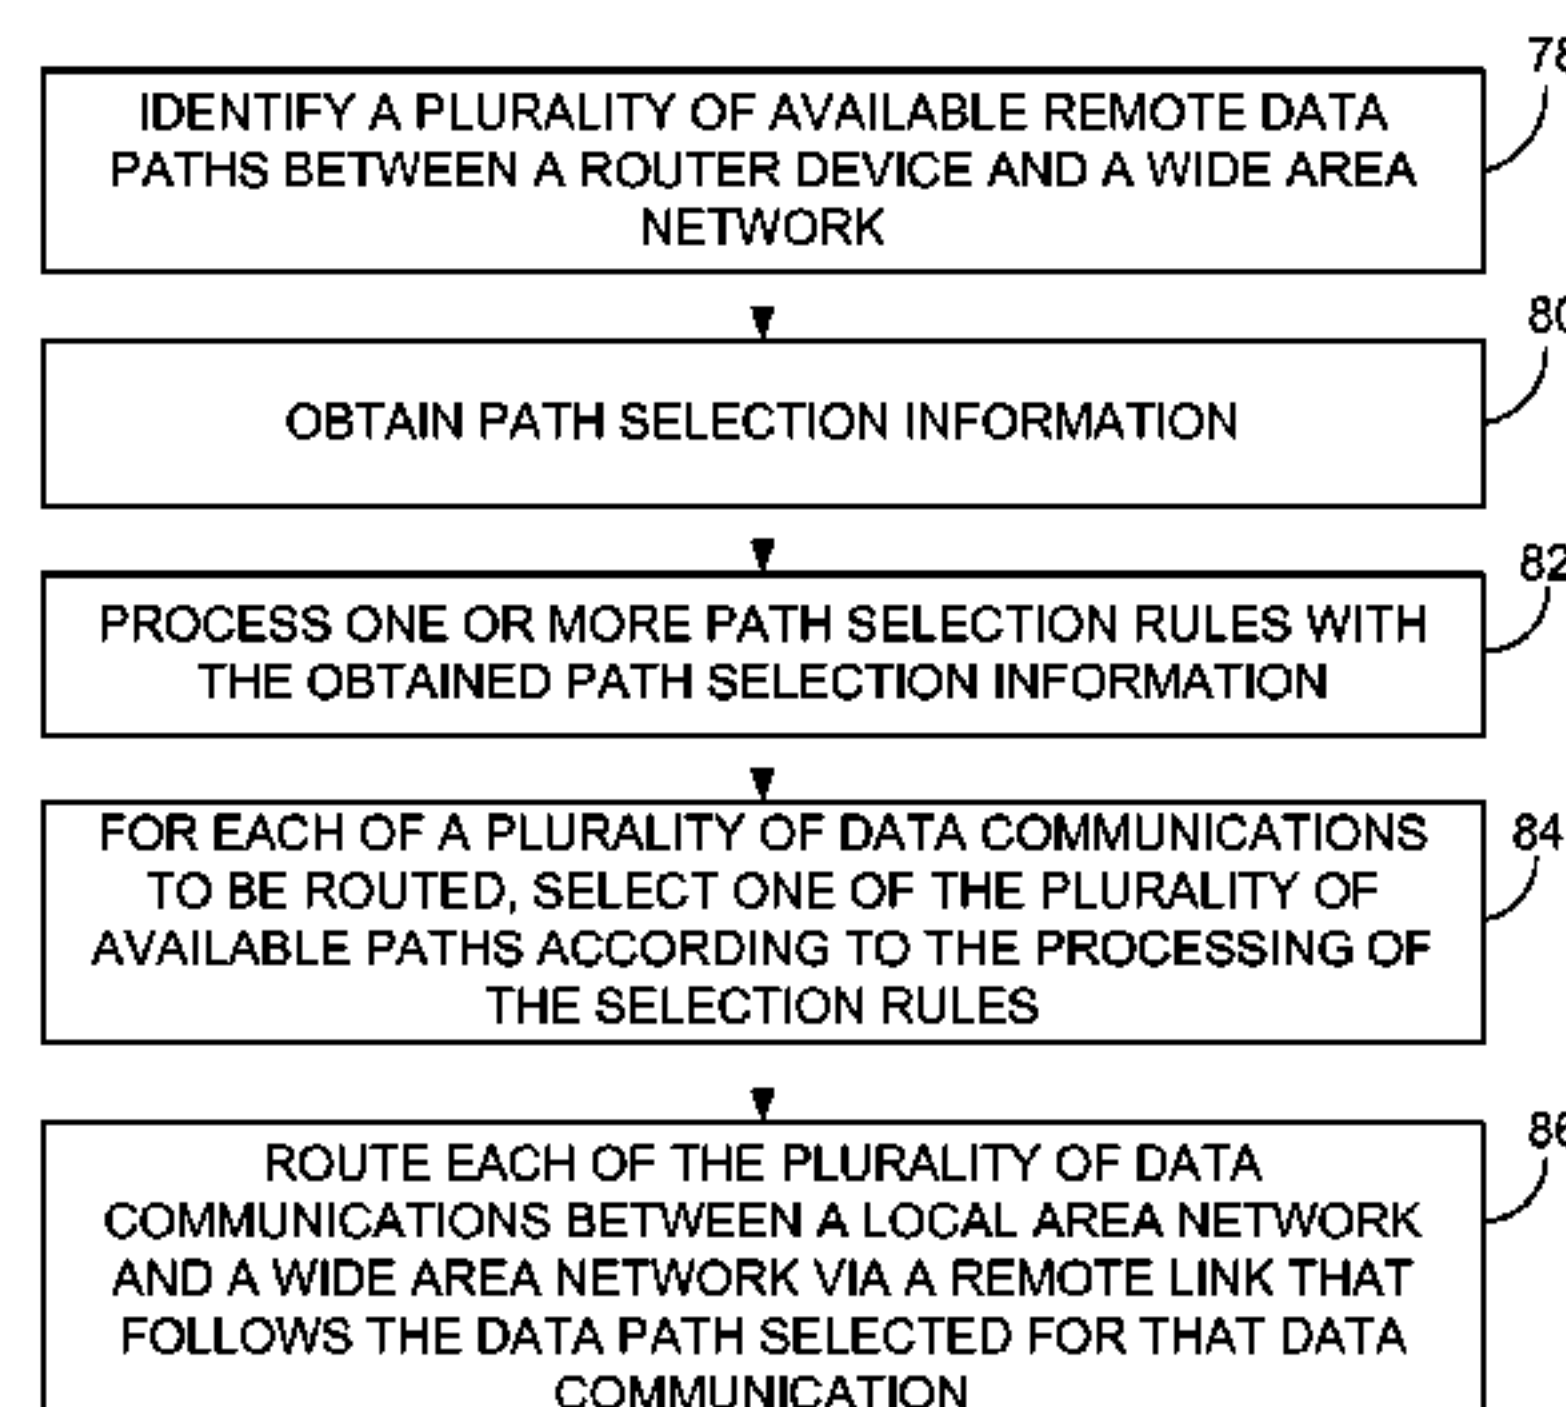 78
IDENTIFY A PLURALITY OF AVAILABLE REMOTE DATA
PATHS BETWEEN A ROUTER DEVICE AND A WIDE AREA
NETWORK
80
OBTAIN PATH SELECTION INFORMATION
82
PROCESS ONE OR MORE PATH SELECTION RULES WITH
THE OBTAINED PATH SELECTION INFORMATION
84
FOR EACH OF A PLURALITY OF DATA COMMUNICATIONS
TO BE ROUTED, SELECT ONE OF THE PLURALITY OF
AVAILABLE PATHS ACCORDING TO THE PROCESSING OF
THE SELECTION RULES
86
ROUTE EACH OF THE PLURALITY OF DATA
COMMUNICATIONS BETWEEN A LOCAL AREA NETWORK
AND A WIDE AREA NETWORK VIA A REMOTE LINK THAT
FOLLOWS THE DATA PATH SELECTED FOR THAT DATA
COMMUNICATION